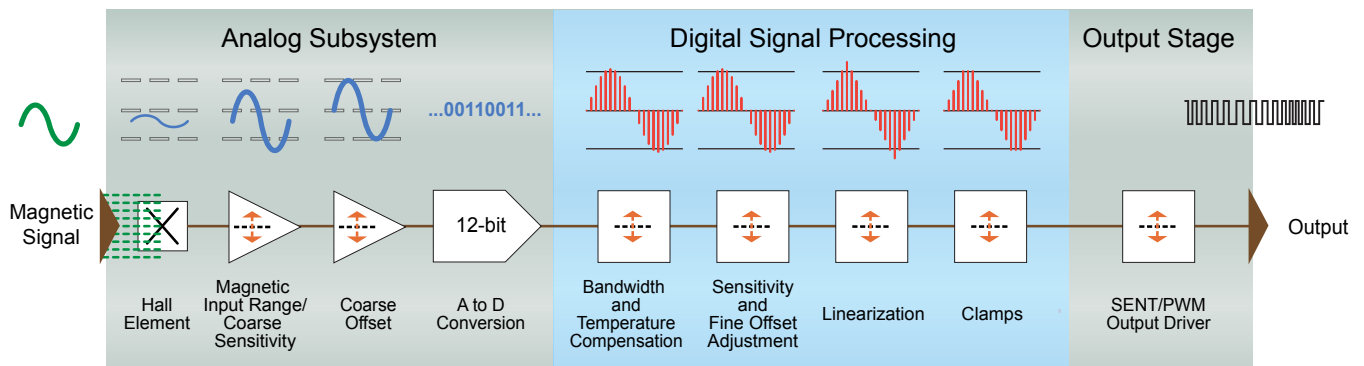 Analog Subsystem
Digital Signal Processing
Output Stage
...00110011...
Magnetic
Signal
12-bit
Output
Hall
Element
Magnetic
Input Range/
Coarse
Sensitivity
Coarse
Offset
A to D
Conversion
Bandwidth
and
Temperature
Compensation
Sensitivity
and
Fine Offset
Adjustment
Linearization
Clamps
SENT/PWM
Output Driver